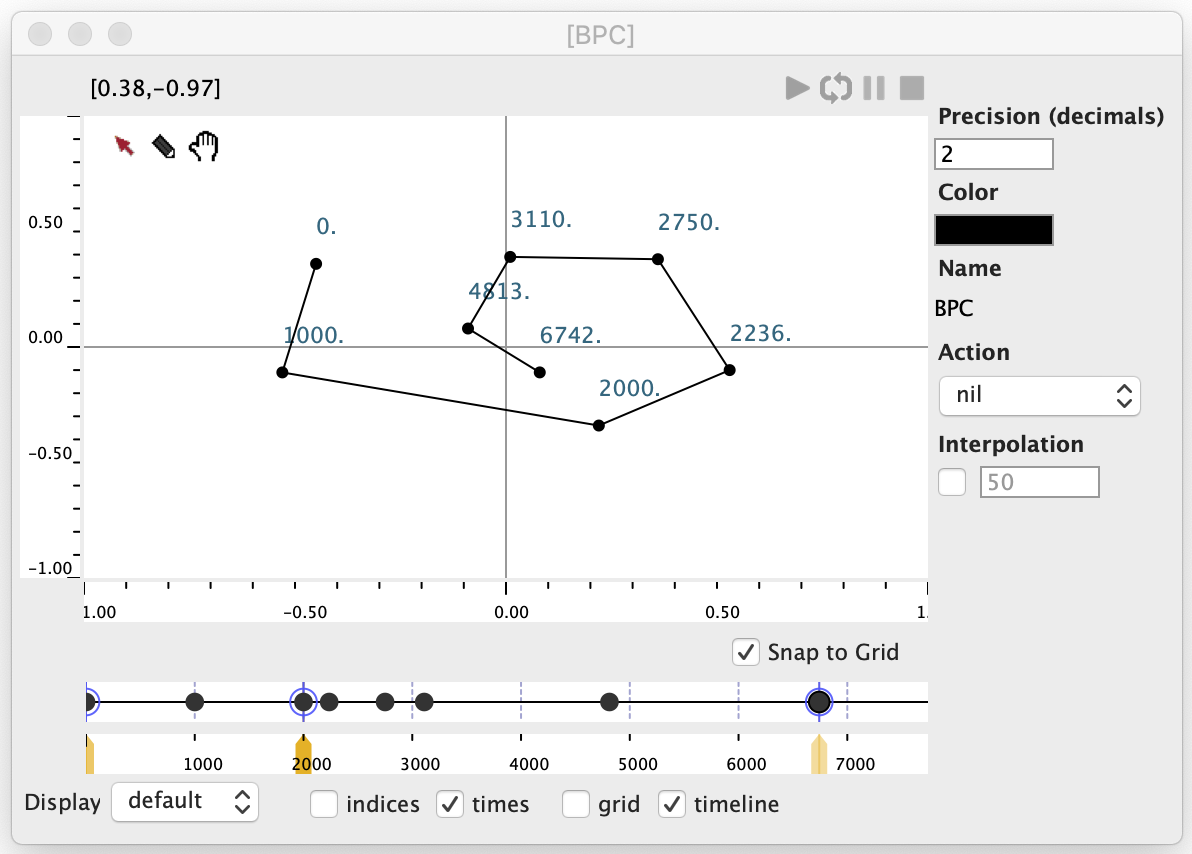 [BPC]
[0.38,−0.97]
Precision (decimals)
2
Color
Name
BPC
Action
nil
Interpolation
50
0.50
0.00
−0.50
−1.00
0.
3110.
2750.
4813.
1000.
6742.
2236.
2000.
1.00 −0.50 0.00 0.50 1.
Snap to Grid
1000 2000 3000 4000 5000 6000 7000
Display default indices times grid timeline